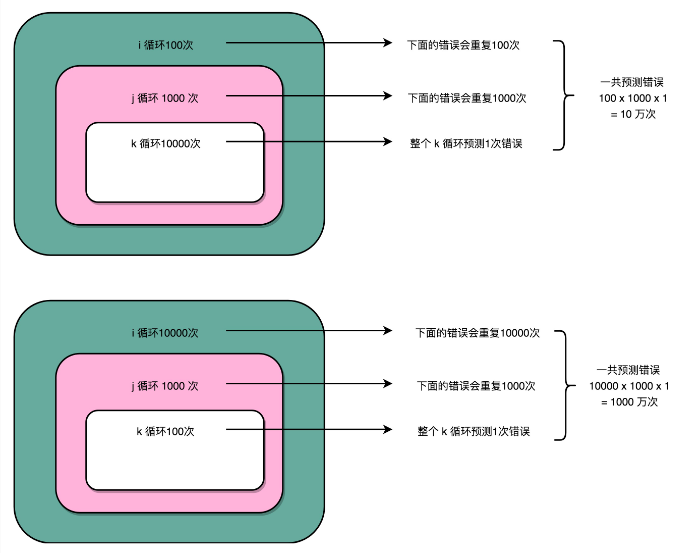 i 循环100次
下面的错误会重复100次
j 循环 1000 次
下面的错误会重复1000次
k 循环10000次
整个 k 循环预测1次错误
一共预测错误
100 x 1000 x 1
= 10 万次
i 循环10000次
下面的错误会重复10000次
j 循环 1000 次
下面的错误会重复1000次
k 循环100次
整个 k 循环预测1次错误
一共预测错误
10000 x 1000 x 1
= 1000 万次